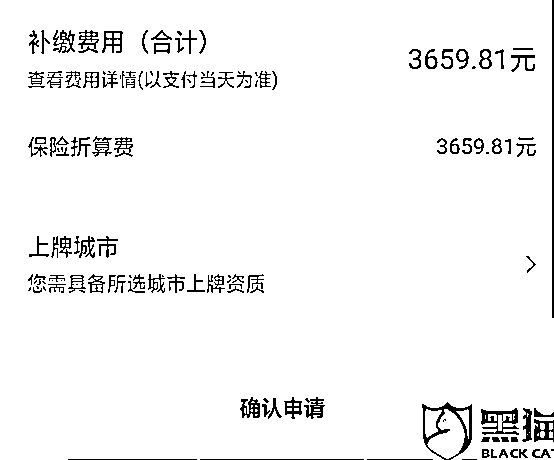 补缴费用（合计）
3659.81元
查看费用详情(以支付当天为准)
保险折算费
3659.81元
上牌城市
您需具备所选城市上牌资质
确认申请
黑猫
BLACK CAT